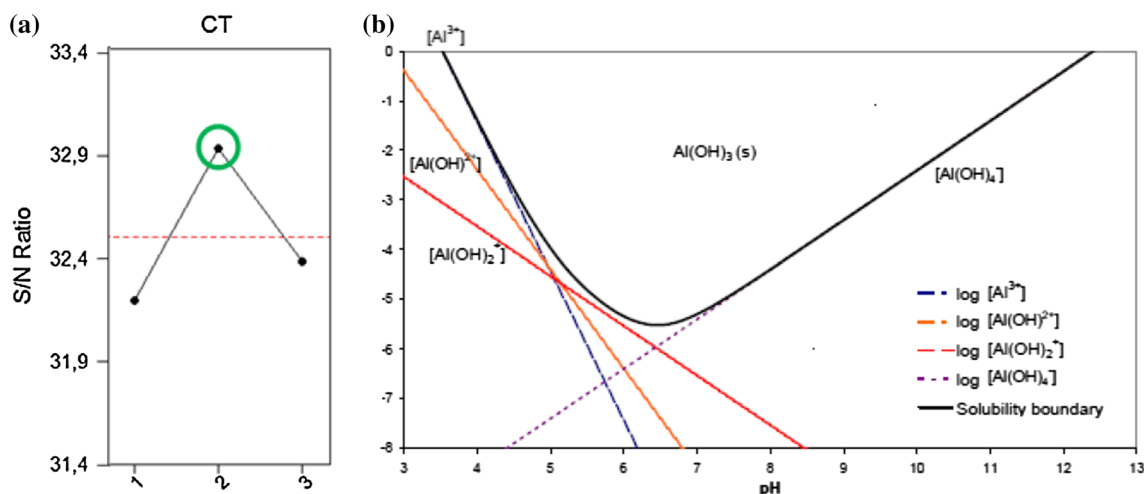 (a)
CT
S/N Ratio
33,4
32,9
32,4
31,9
31,4
1 2 3
(b)
[Al³⁺]
0
-1
-2
-3
-4
-5
-6
-7
-8
[Al(OH)²⁺]
[Al(OH)₂⁺]
Al(OH)₃ (s)
[Al(OH)₄⁻]
log [Al³⁺]
log [Al(OH)²⁺]
log [Al(OH)₂⁺]
log [Al(OH)₄⁻]
Solubility boundary
3 4 5 6 7 8 9 10 11 12 13
pH